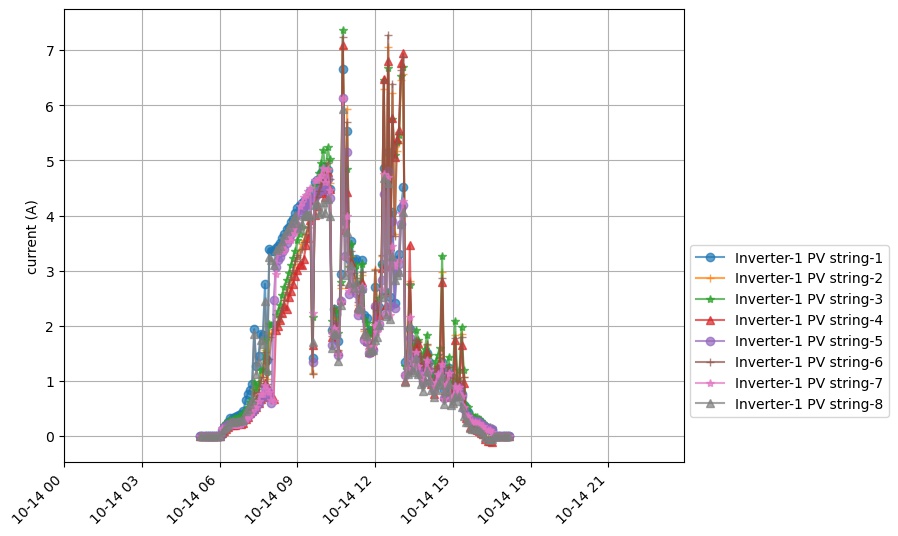 7
6
5
4
3
2
1
0
current (A)
10-14 00
10-14 03
10-14 06
10-14 09
10-14 12
10-14 15
10-14 18
10-14 21
Inverter-1 PV string-1
Inverter-1 PV string-2
Inverter-1 PV string-3
Inverter-1 PV string-4
Inverter-1 PV string-5
Inverter-1 PV string-6
Inverter-1 PV string-7
Inverter-1 PV string-8